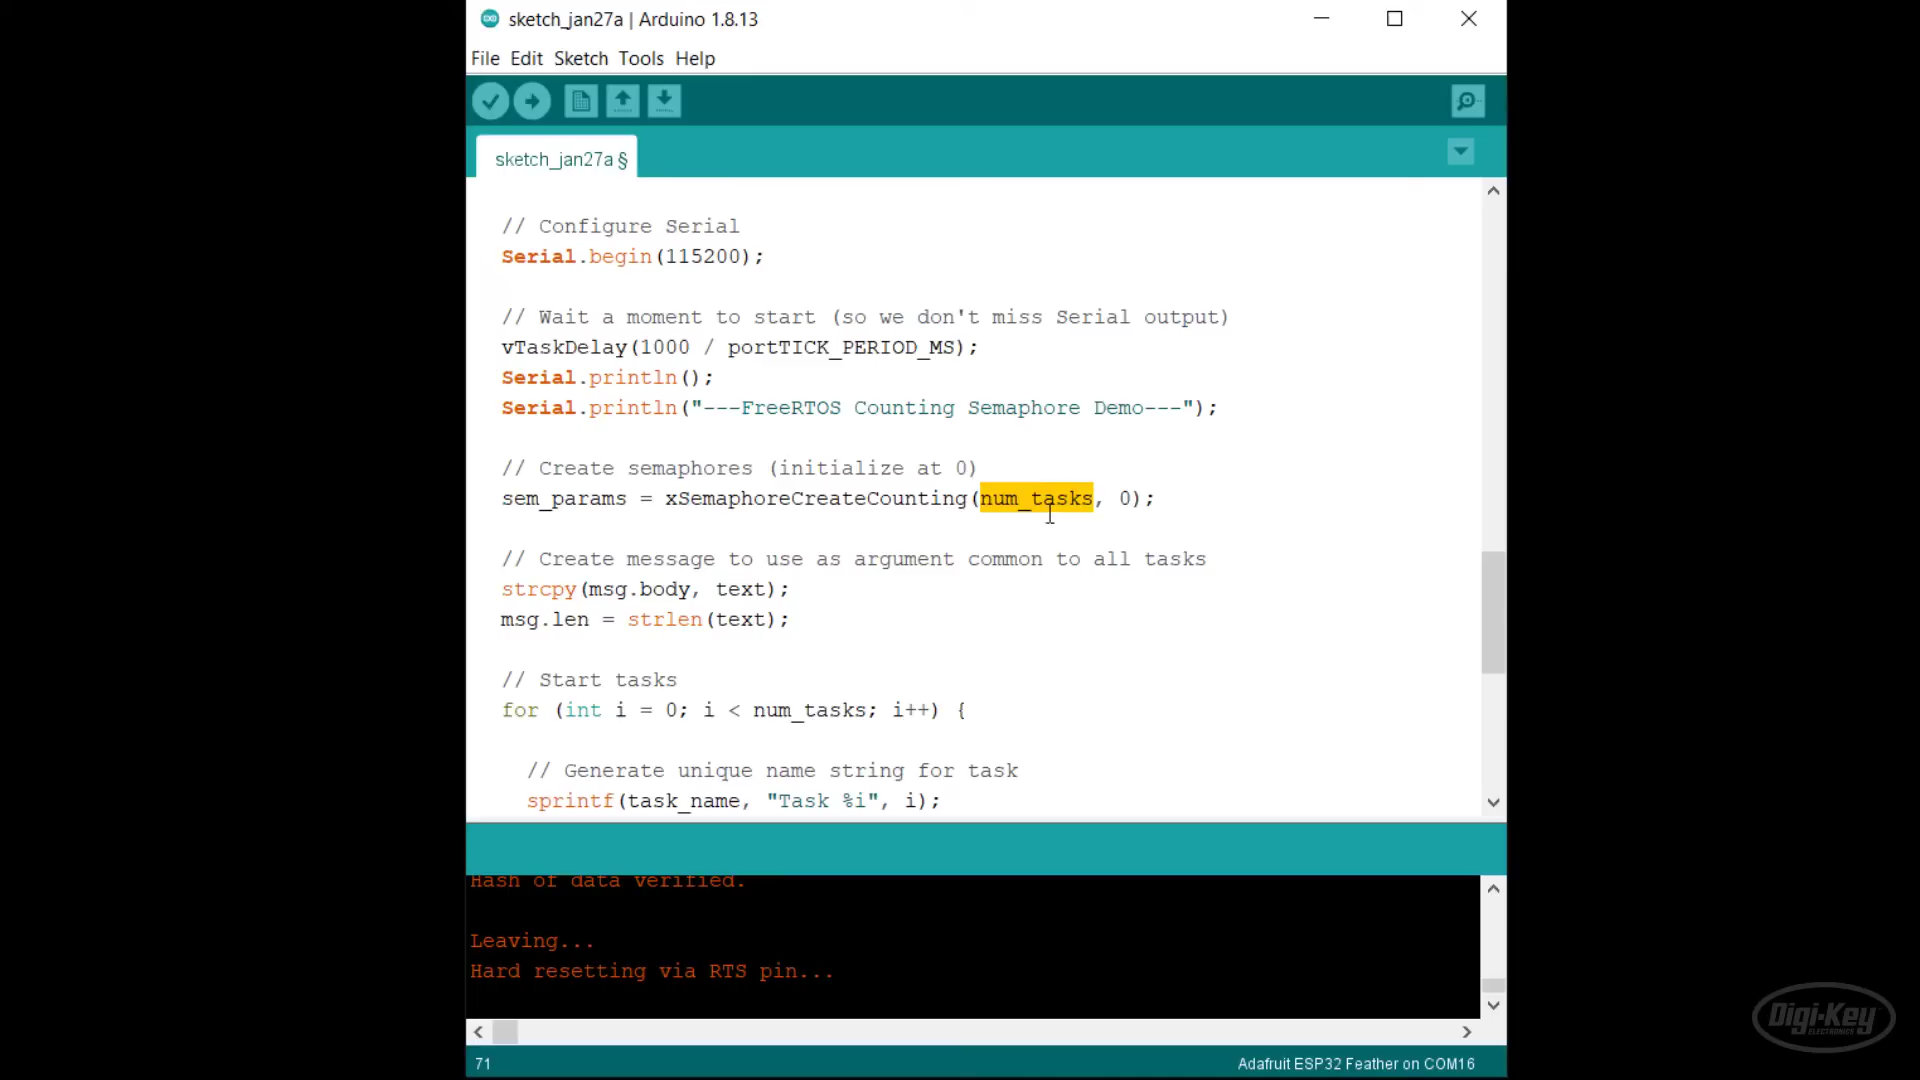 sketch_jan27a | Arduino 1.8.13
File Edit Sketch Tools Help
sketch_jan27a §
// Configure Serial
Serial.begin(115200);
// Wait a moment to start (so we don't miss Serial output)
vTaskDelay(1000 / portTICK_PERIOD_MS);
Serial.println();
Serial.println("---FreeRTOS Counting Semaphore Demo---");
// Create semaphores (initialize at 0)
sem_params = xSemaphoreCreateCounting(num_tasks, 0);
// Create message to use as argument common to all tasks
strcpy(msg.body, text);
msg.len = strlen(text);
// Start tasks
for (int i = 0; i < num_tasks; i++) {
// Generate unique name string for task
sprintf(task_name, "Task %i", i);
Hash of data verified.
Leaving...
Hard resetting via RTS pin...
71
Adafruit ESP32 Feather on COM16
Digi-Key
ELECTRONICS